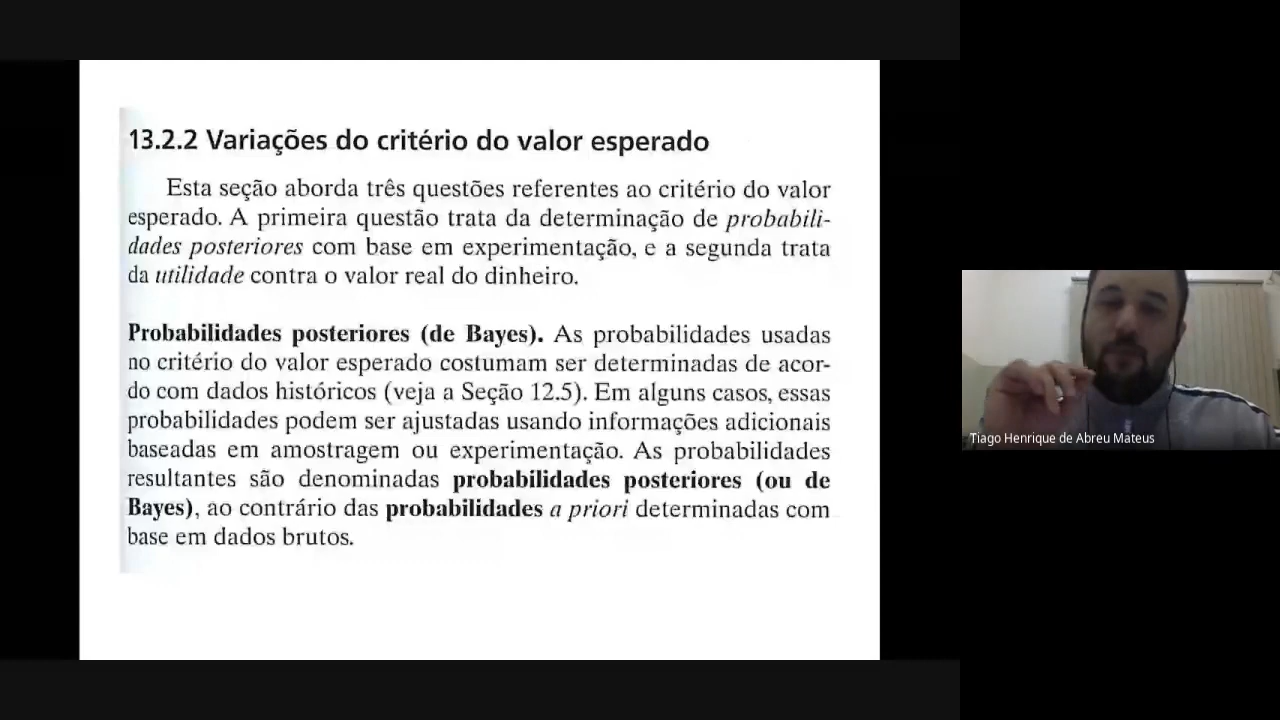 13.2.2 Variações do critério do valor esperado
Esta seção aborda três questões referentes ao critério do valor
esperado. A primeira questão trata da determinação de probabili-
dades posteriores com base em experimentação, e a segunda trata
da utilidade contra o valor real do dinheiro.
Probabilidades posteriores (de Bayes). As probabilidades usadas
no critério do valor esperado costumam ser determinadas de acor-
do com dados históricos (veja a Seção 12.5). Em alguns casos, essas
probabilidades podem ser ajustadas usando informações adicionais
baseadas em amostragem ou experimentação. As probabilidades
resultantes são denominadas probabilidades posteriores (ou de
Bayes), ao contrário das probabilidades a priori determinadas com
base em dados brutos.
Tiago Henrique de Abreu Mateus